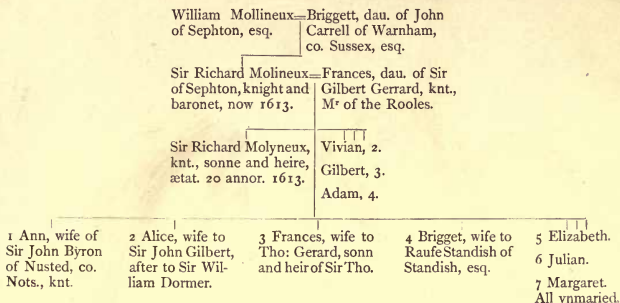 William Mollineux=Briggett, dau. of John
of Sephton, esq. Carrell of Warnham,
co. Sussex, esq.
Sir Richard Molineux=Frances, dau. of Sir
of Sephton, knight and Gilbert Gerrard, knt.,
baronet, now 1613. Mr of the Rooles.
Sir Richard Molyneux,
knt., sonne and heire,
ætat. 20 annor. 1613.
Vivian, 2.
Gilbert, 3.
Adam, 4.
1 Ann, wife of
Sir John Byron
of Nusted, co.
Nots., knt.
2 Alice, wife to
Sir John Gilbert,
after to Sir Wil-
liam Dormer.
3 Frances, wife to
Tho: Gerard, sonn
and heir of Sir Tho.
4 Brigget, wife to
Raufe Standish of
Standish, esq.
5 Elizabeth.
6 Julian.
7 Margaret.
All vnmaried.